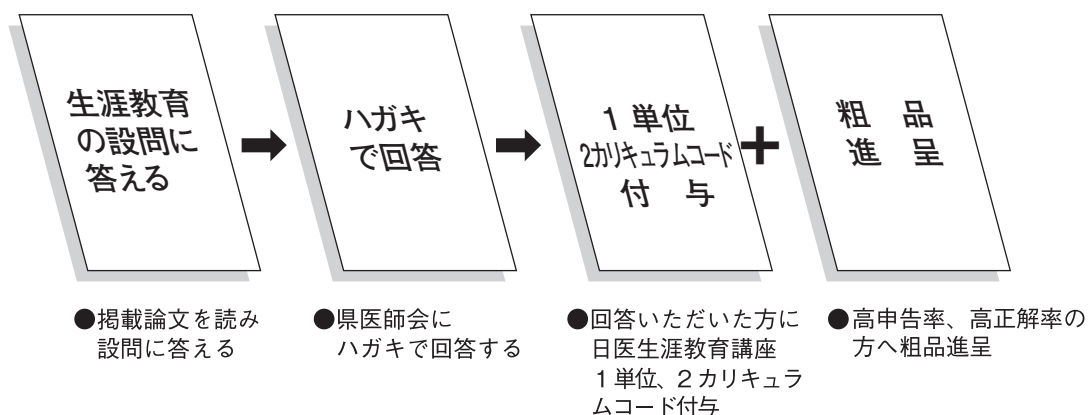 生涯教育
の設問に
答える
ハガキ
で回答
1 単位
2カリキュラムコード
付 与
+
粗 品
進 呈
●掲載論文を読み
設問に答える
●県医師会に
ハガキで回答する
●回答いただいた方に
日医生涯教育講座
1 単位、2 カリキュラ
ムコード付与
●高申告率、高正解率の
方へ粗品進呈